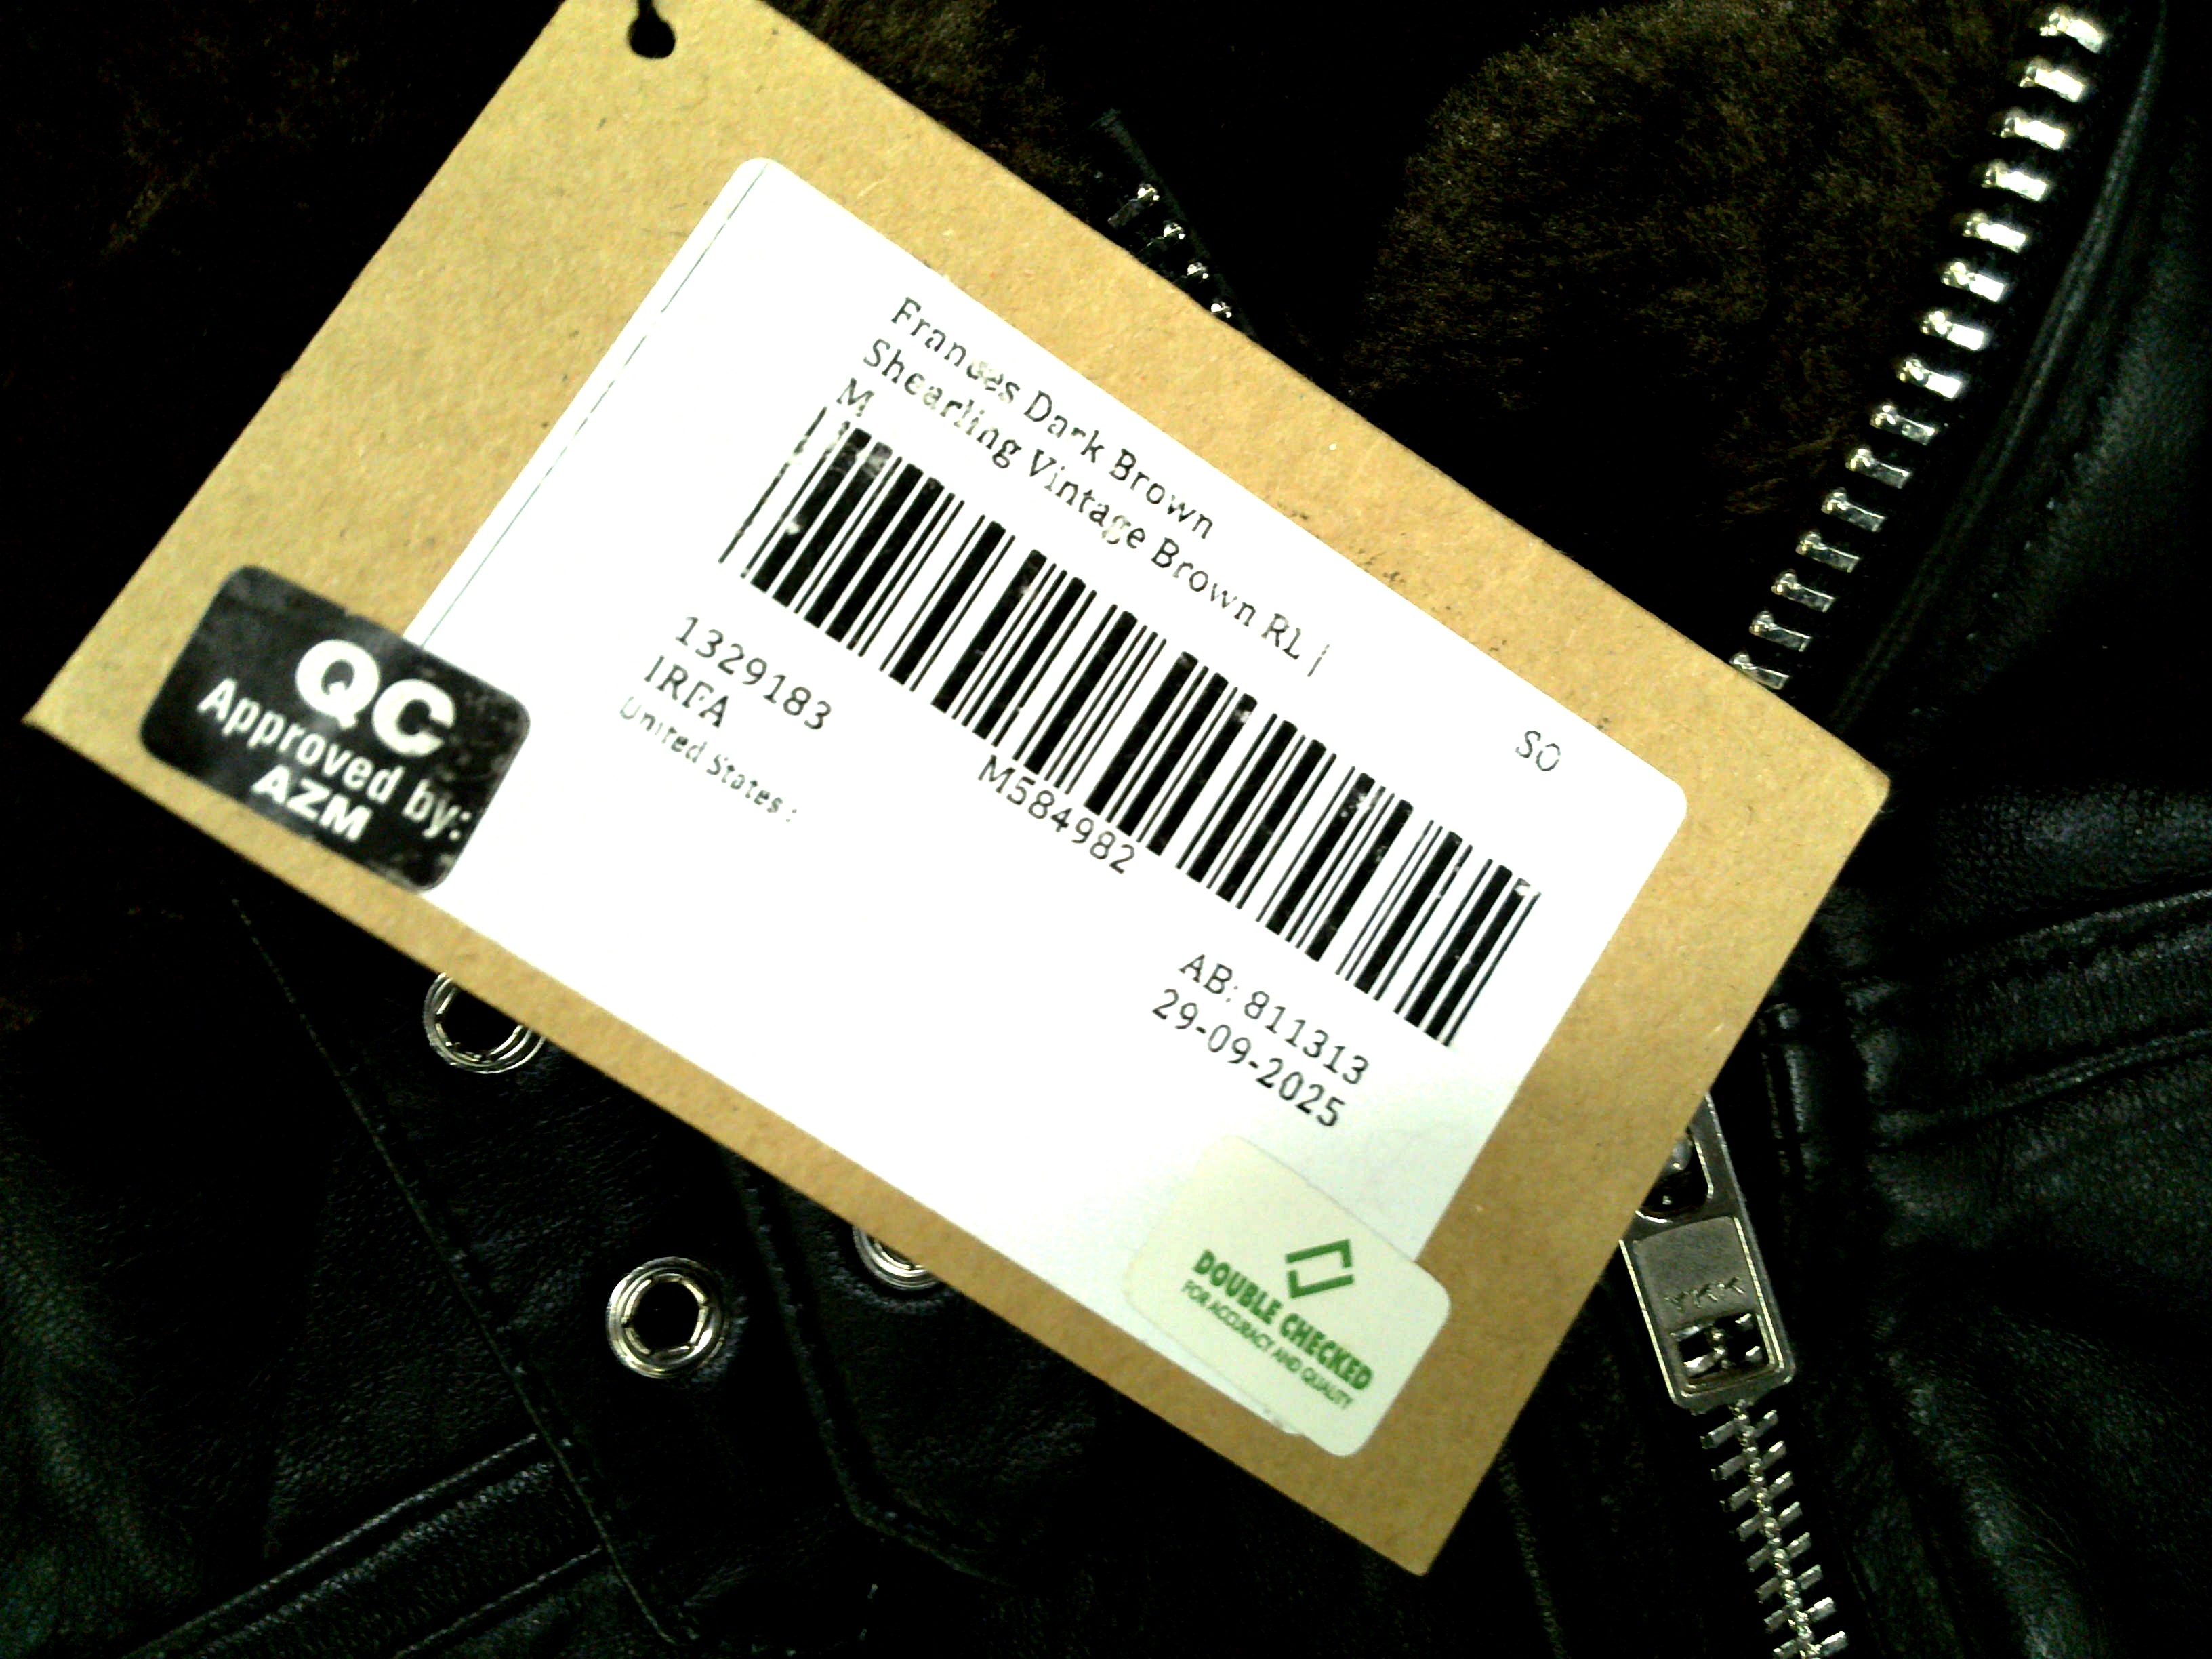 Frances Dark Brown
Shearling Vintage Brown RL |
M
SO
M584982
1329183
IRFA
United States :
AB: 811313
29-09-2025
QC
Approved by:
AZM
DOUBLE CHECKED
FOR ACCURACY AND QUALITY
YKK